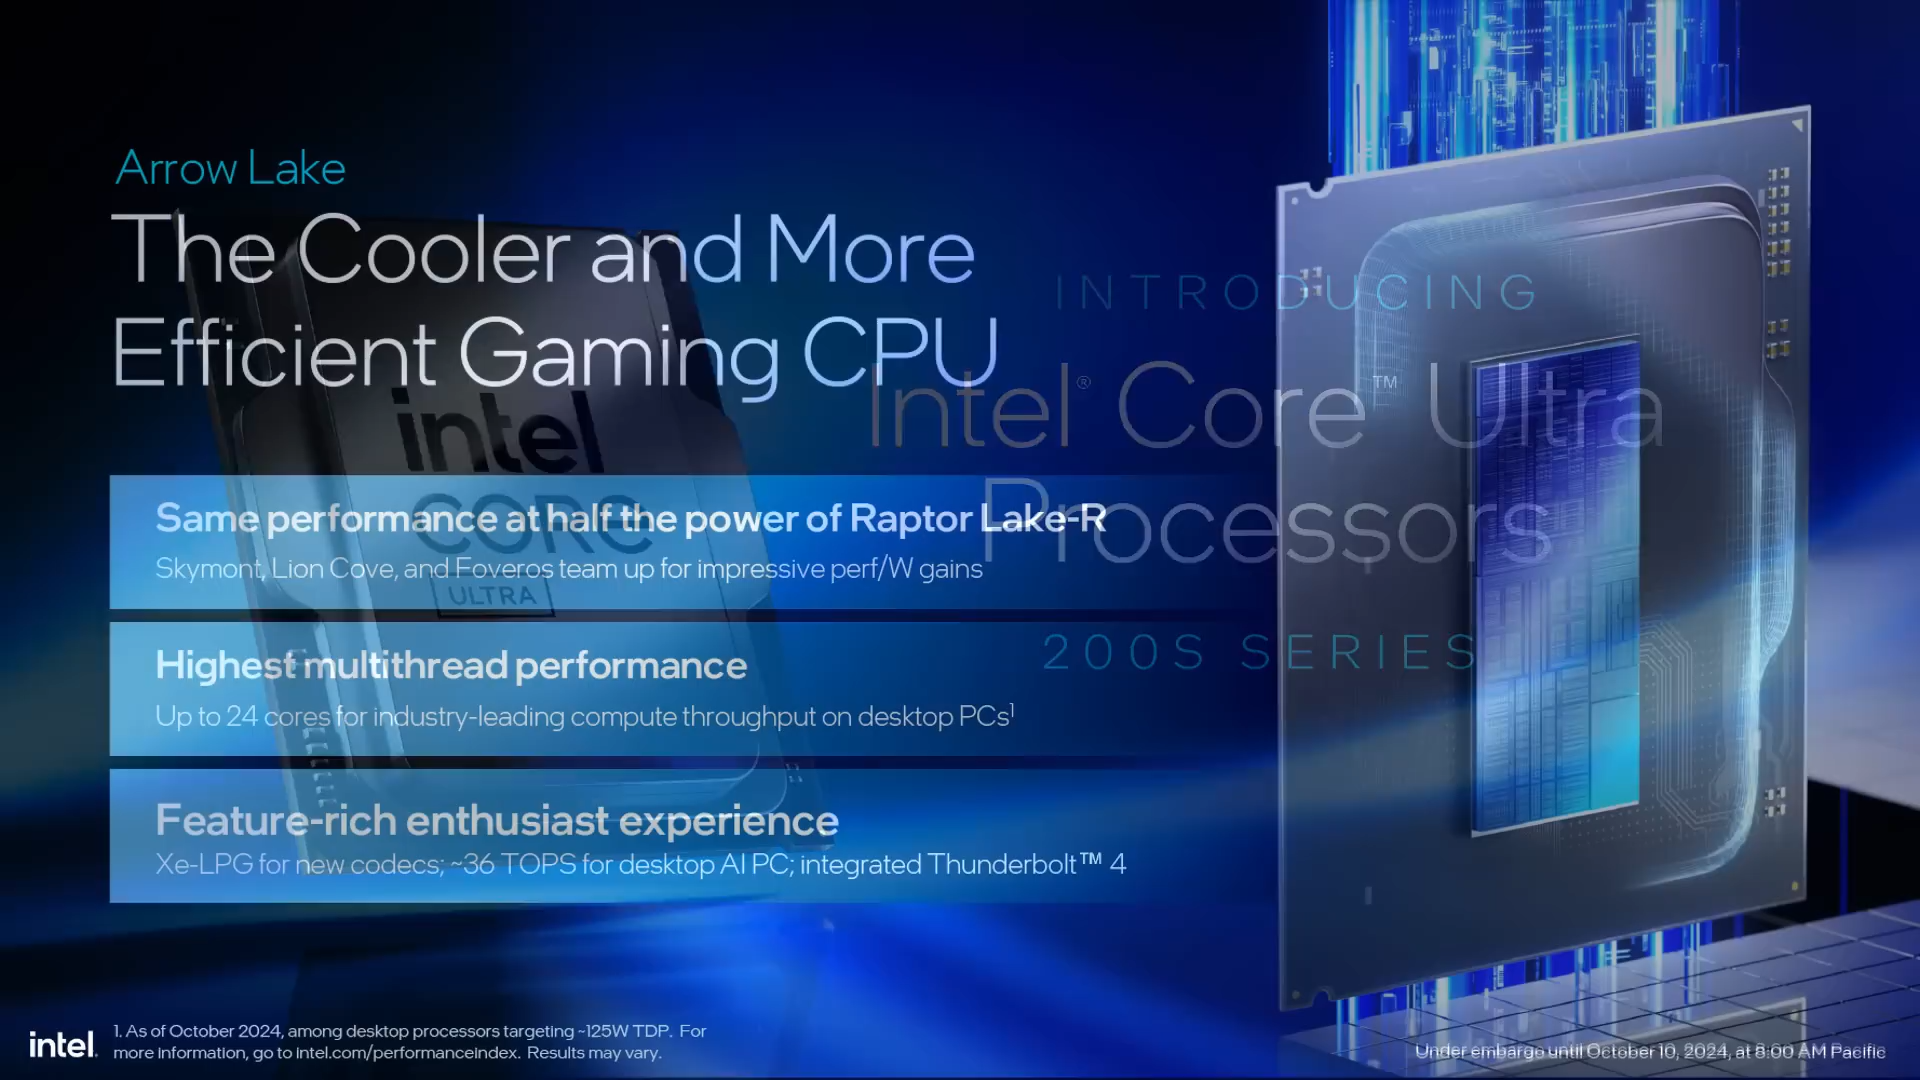 Arrow Lake
The Cooler and More
Efficient Gaming CPU
INTRODUCING
Intel® Core™ Ultra
Processors
200S SERIES
intel
CORE
ULTRA
Same performance at half the power of Raptor Lake-R
Skymont, Lion Cove, and Foveros team up for impressive perf/W gains
Highest multithread performance
Up to 24 cores for industry-leading compute throughput on desktop PCs¹
Feature-rich enthusiast experience
Xe-LPG for new codecs; ~36 TOPS for desktop AI PC; integrated Thunderbolt™ 4
intel.
1. As of October 2024, among desktop processors targeting ~125W TDP. For
more information, go to intel.com/performanceindex. Results may vary.
Under embargo until October 10, 2024, at 8:00 AM Pacific